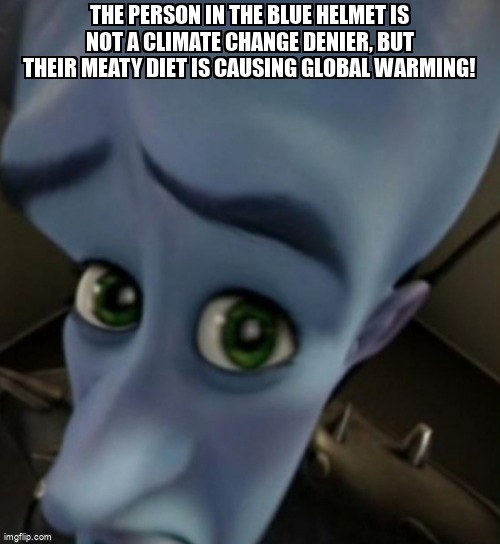 THE PERSON IN THE BLUE HELMET IS
NOT A CLIMATE CHANGE DENIER, BUT
THEIR MEATY DIET IS CAUSING GLOBAL WARMING!
imgflip.com